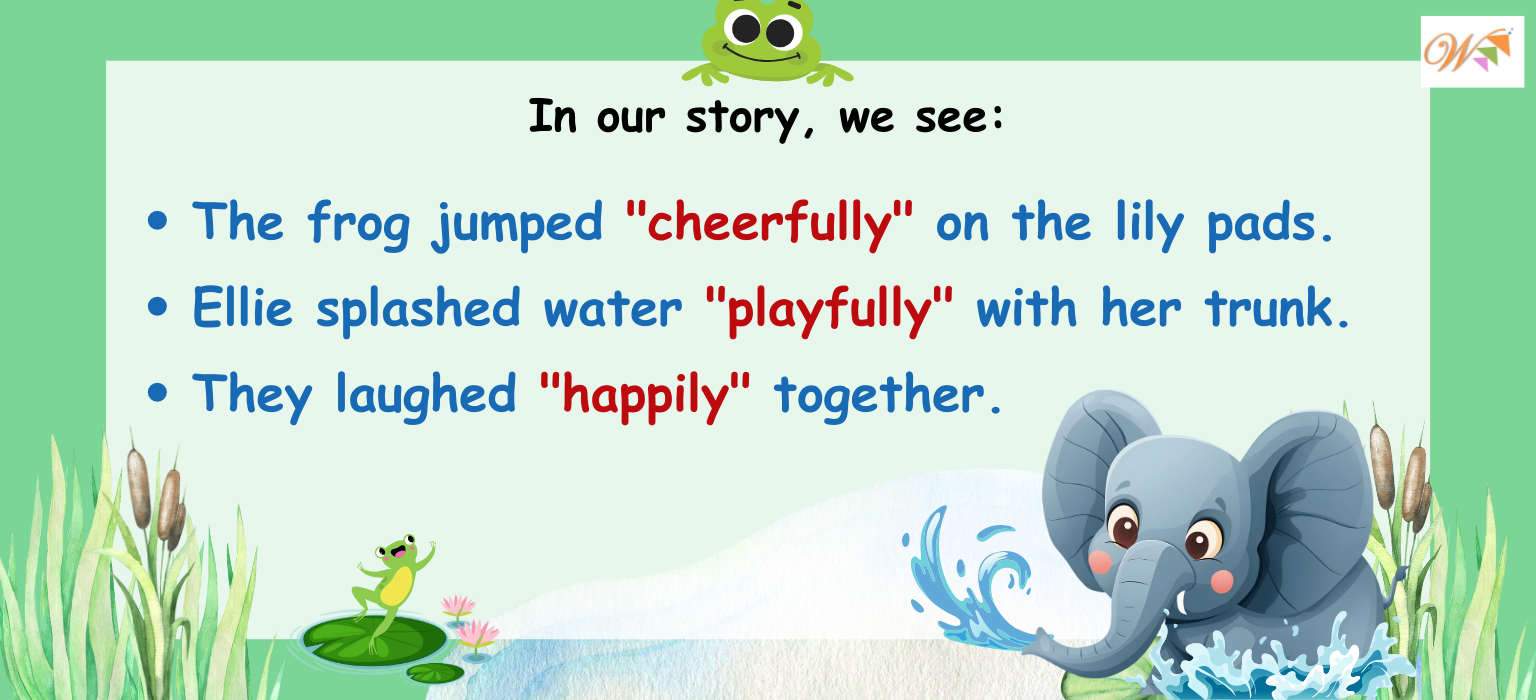 In our story, we see:
• The frog jumped "cheerfully" on the lily pads.
• Ellie splashed water "playfully" with her trunk.
• They laughed "happily" together.
W